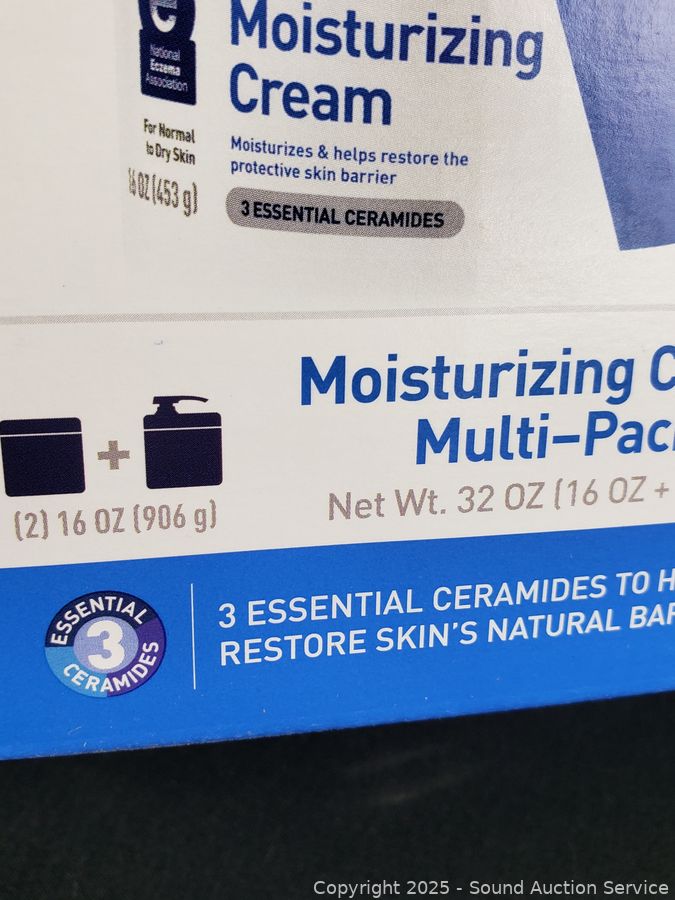 Moisturizing
Cream
National
Eczema
Association
For Normal
to Dry Skin
16 OZ (453 g)
Moisturizes & helps restore the
protective skin barrier
3 ESSENTIAL CERAMIDES
Moisturizing C
Multi-Pac
+
(2) 16 OZ (906 g)
Net Wt. 32 OZ (16 OZ +
ESSENTIAL
3
CERAMIDES
3 ESSENTIAL CERAMIDES TO H
RESTORE SKIN'S NATURAL BAR
Copyright 2025 - Sound Auction Service